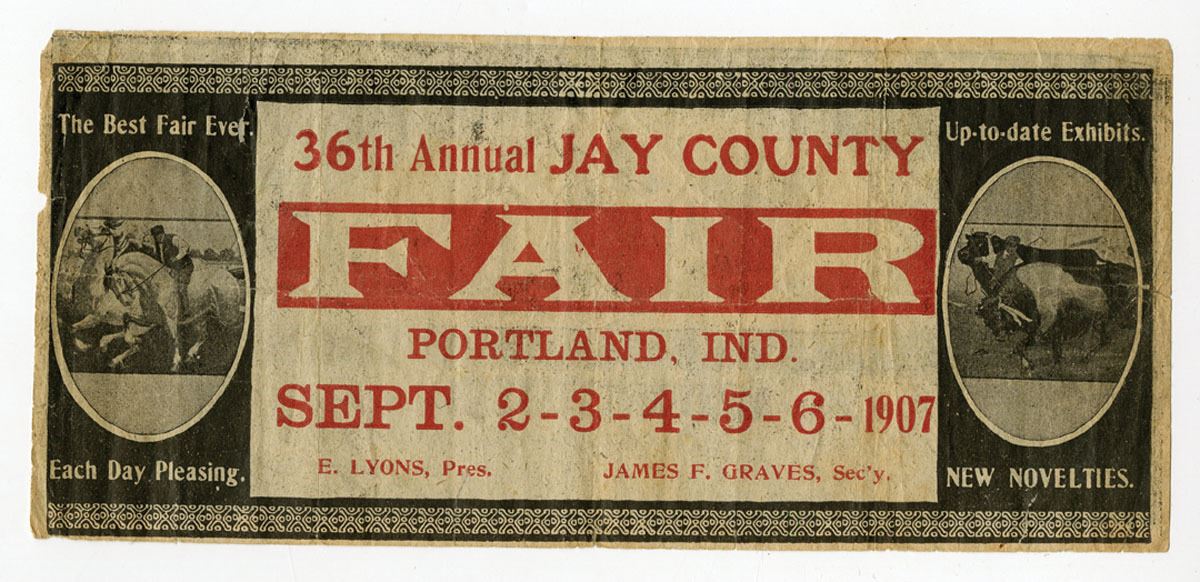 The Best Fair Ever.
36th Annual JAY COUNTY
FAIR
PORTLAND, IND.
SEPT. 2-3-4-5-6-1907
E. LYONS, Pres.
JAMES F. GRAVES, Sec'y.
Each Day Pleasing.
Up-to-date Exhibits.
NEW NOVELTIES.